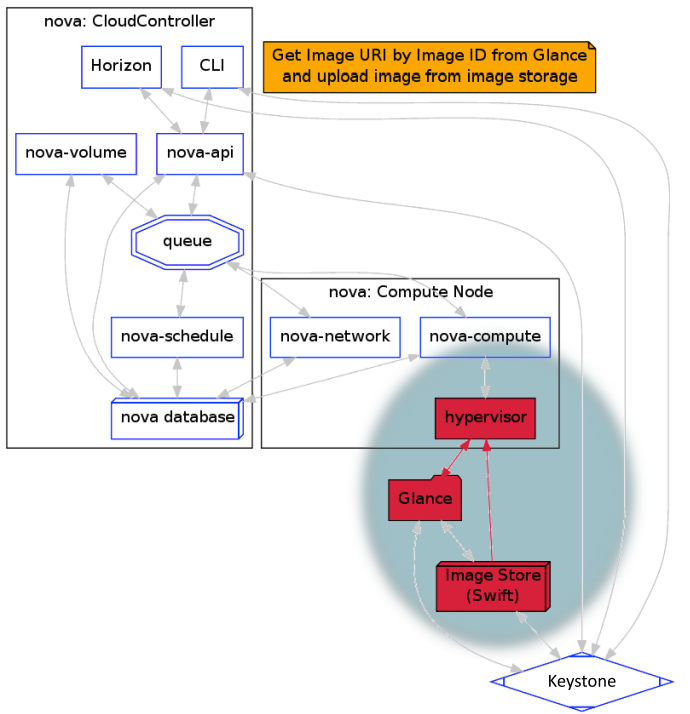 nova: CloudController
Horizon
CLI
Get Image URI by Image ID from Glance
and upload image from image storage
nova-volume
nova-api
queue
nova: Compute Node
nova-schedule
nova-network
nova-compute
nova database
hypervisor
Glance
Image Store
(Swift)
Keystone